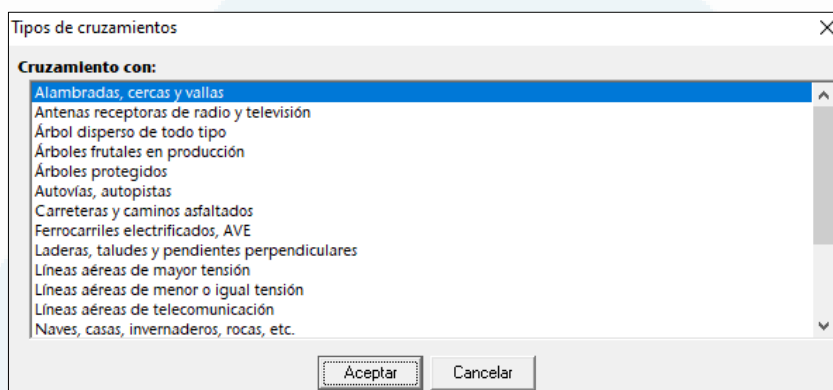 Tipos de cruzamientos
Cruzamiento con:
Alambradas, cercas y vallas
Antenas receptoras de radio y televisión
Árbol disperso de todo tipo
Árboles frutales en producción
Árboles protegidos
Autovías, autopistas
Carreteras y caminos asfaltados
Ferrocarriles electrificados, AVE
Laderas, taludes y pendientes perpendiculares
Líneas aéreas de mayor tensión
Líneas aéreas de menor o igual tensión
Líneas aéreas de telecomunicación
Naves, casas, invernaderos, rocas, etc.
Aceptar Cancelar